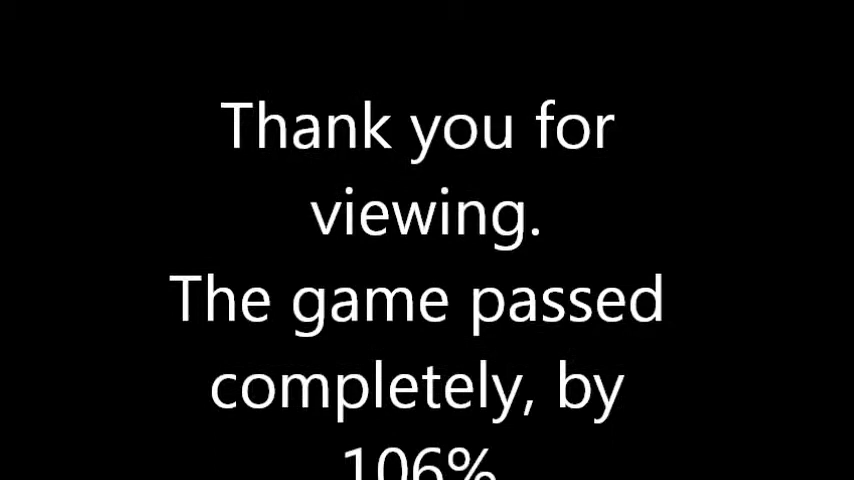 Thank you for
viewing.
The game passed
completely, by
106%